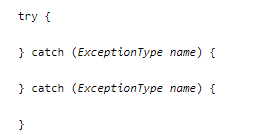 try {
} catch (ExceptionType name) {
} catch (ExceptionType name) {
}